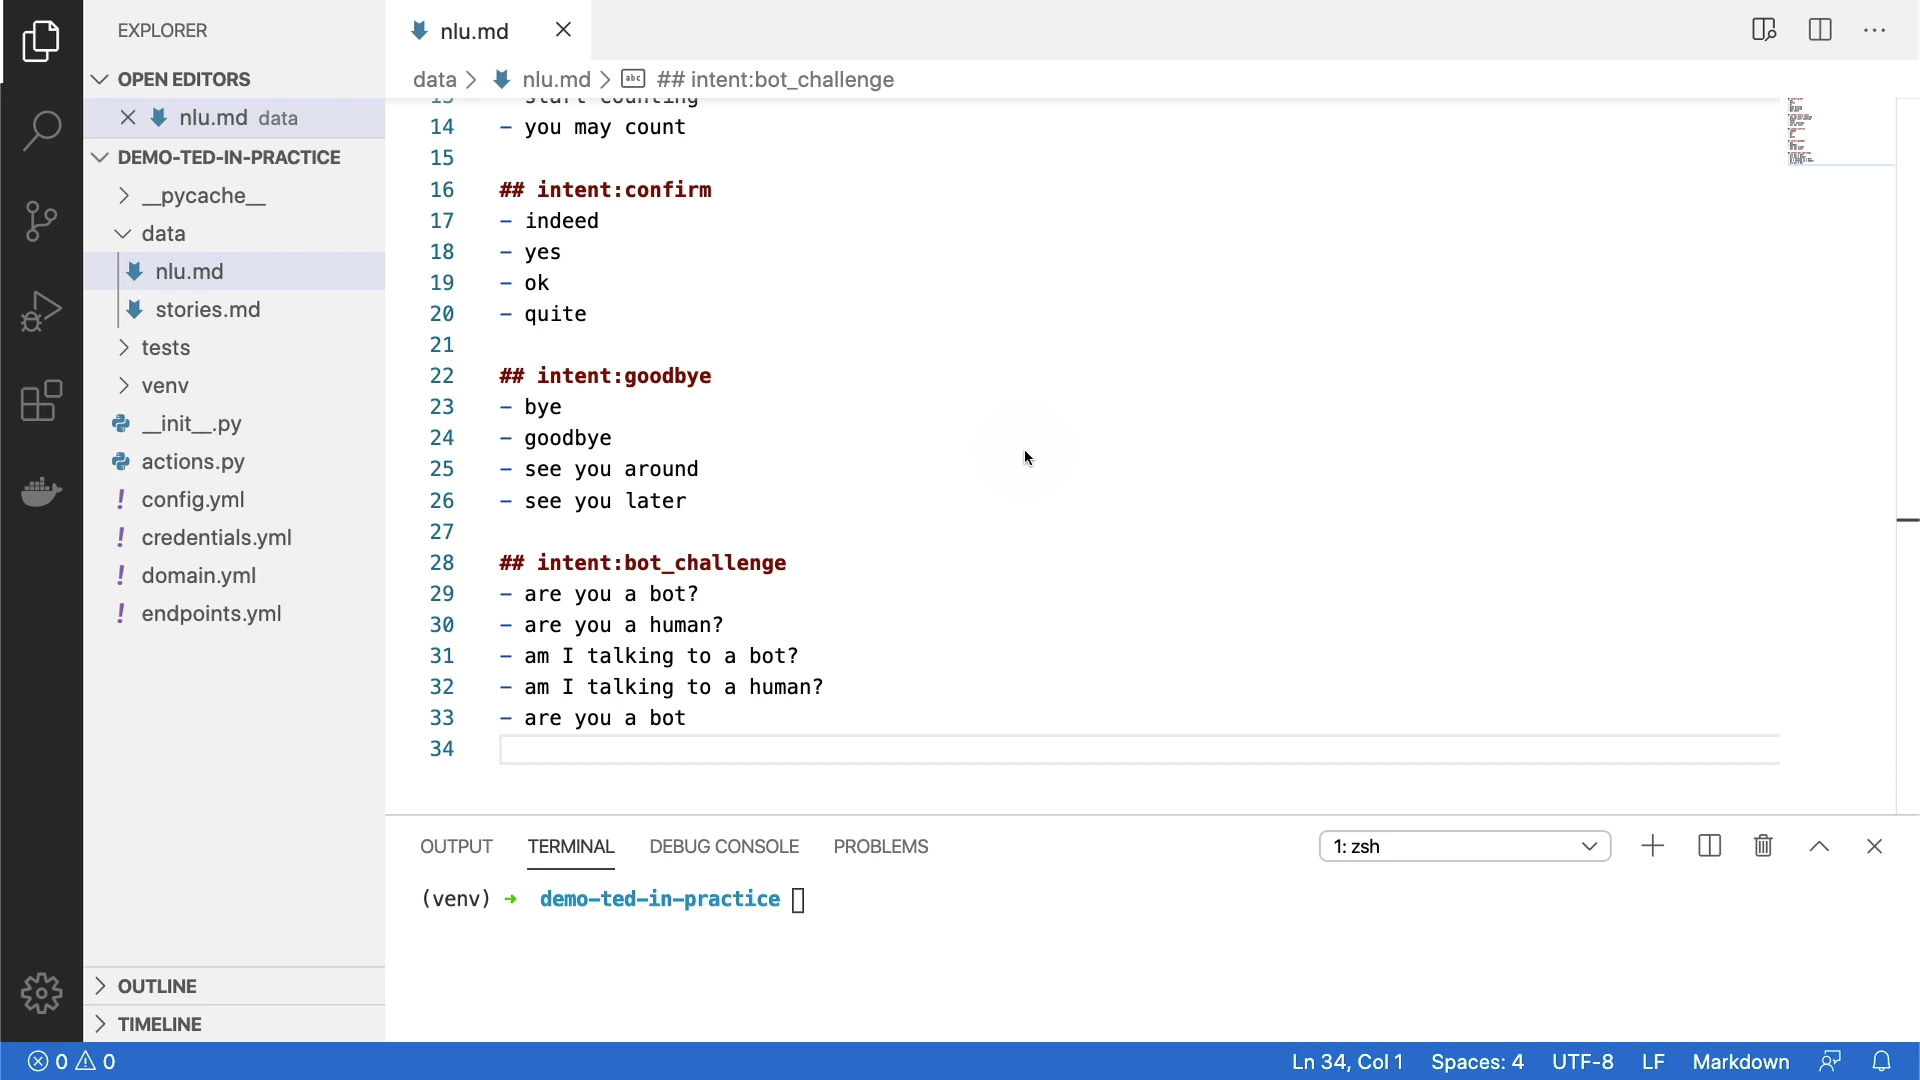 EXPLORER
OPEN EDITORS
nlu.md data
DEMO-TED-IN-PRACTICE
__pycache__
data
nlu.md
stories.md
tests
venv
__init__.py
actions.py
config.yml
credentials.yml
domain.yml
endpoints.yml
OUTLINE
TIMELINE
nlu.md
data > nlu.md > abc ## intent:bot_challenge
13 - start counting
14 - you may count
15
16 ## intent:confirm
17 - indeed
18 - yes
19 - ok
20 - quite
21
22 ## intent:goodbye
23 - bye
24 - goodbye
25 - see you around
26 - see you later
27
28 ## intent:bot_challenge
29 - are you a bot?
30 - are you a human?
31 - am I talking to a bot?
32 - am I talking to a human?
33 - are you a bot
34
OUTPUT TERMINAL DEBUG CONSOLE PROBLEMS 1: zsh
(venv) → demo-ted-in-practice
0 0 Ln 34, Col 1 Spaces: 4 UTF-8 LF Markdown